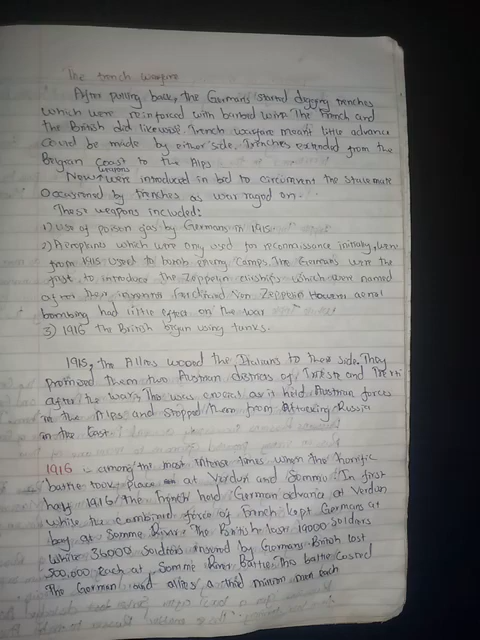 The trench warfare
After pulling back, the Germans started digging trenches
which were reinforced with barbed wire. The French and
the British did likewise. Trench warfare meant little advance
could be made by either side. Trenches extended from the
Belgian Coast to the Alps
New weapons were introduced in bid to circumvent the stalemate
Occasioned by trenches as war raged on.
These weapons included:
1) Use of poison gas by Germans in 1915.
2) Aeroplanes which were only used for reconnaissance initially, were
from 1915 used to bomb enemy camps. The Germans were the
first to introduce the Zeppelin airships which were named
after their inventor Ferdinand Von Zeppelin However aerial
bombing had little effect on the war
3) 1916 the British began using tanks.
1915, the Allies wooed the Italians to their side. They
promised them two Austrian districts of Trieste and
after the war. This was crucial as it held Austrian forces
in the Alps and stopped them from Attacking Russia
in the East.
1916 - among the most intense times when the horrific
battle took place at Verdun and Somme. In first
half 1916 the French held German advance at Verdun
while the combined force of French kept Germans at
bay at Somme River. The British lost 19000 Soldiers
While 36000 Soldiers injured by Germans British lost
500,000 each at Somme River Battle. This battle costed
The German and allies a third million men each